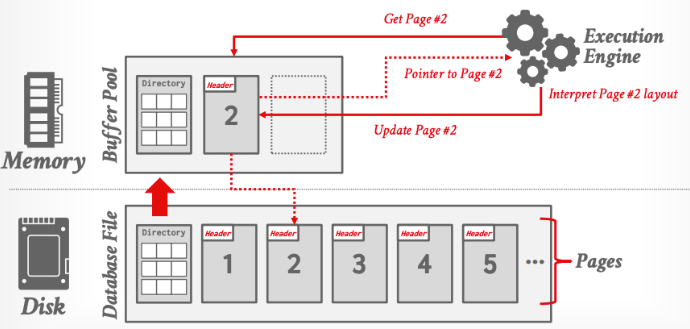 Get Page #2
Execution
Engine
Buffer Pool
Directory
Header
2
Pointer to Page #2
Interpret Page #2 layout
Update Page #2
Memory
Database File
Directory
Header
1
Header
2
Header
3
Header
4
Header
5
...
Pages
Disk